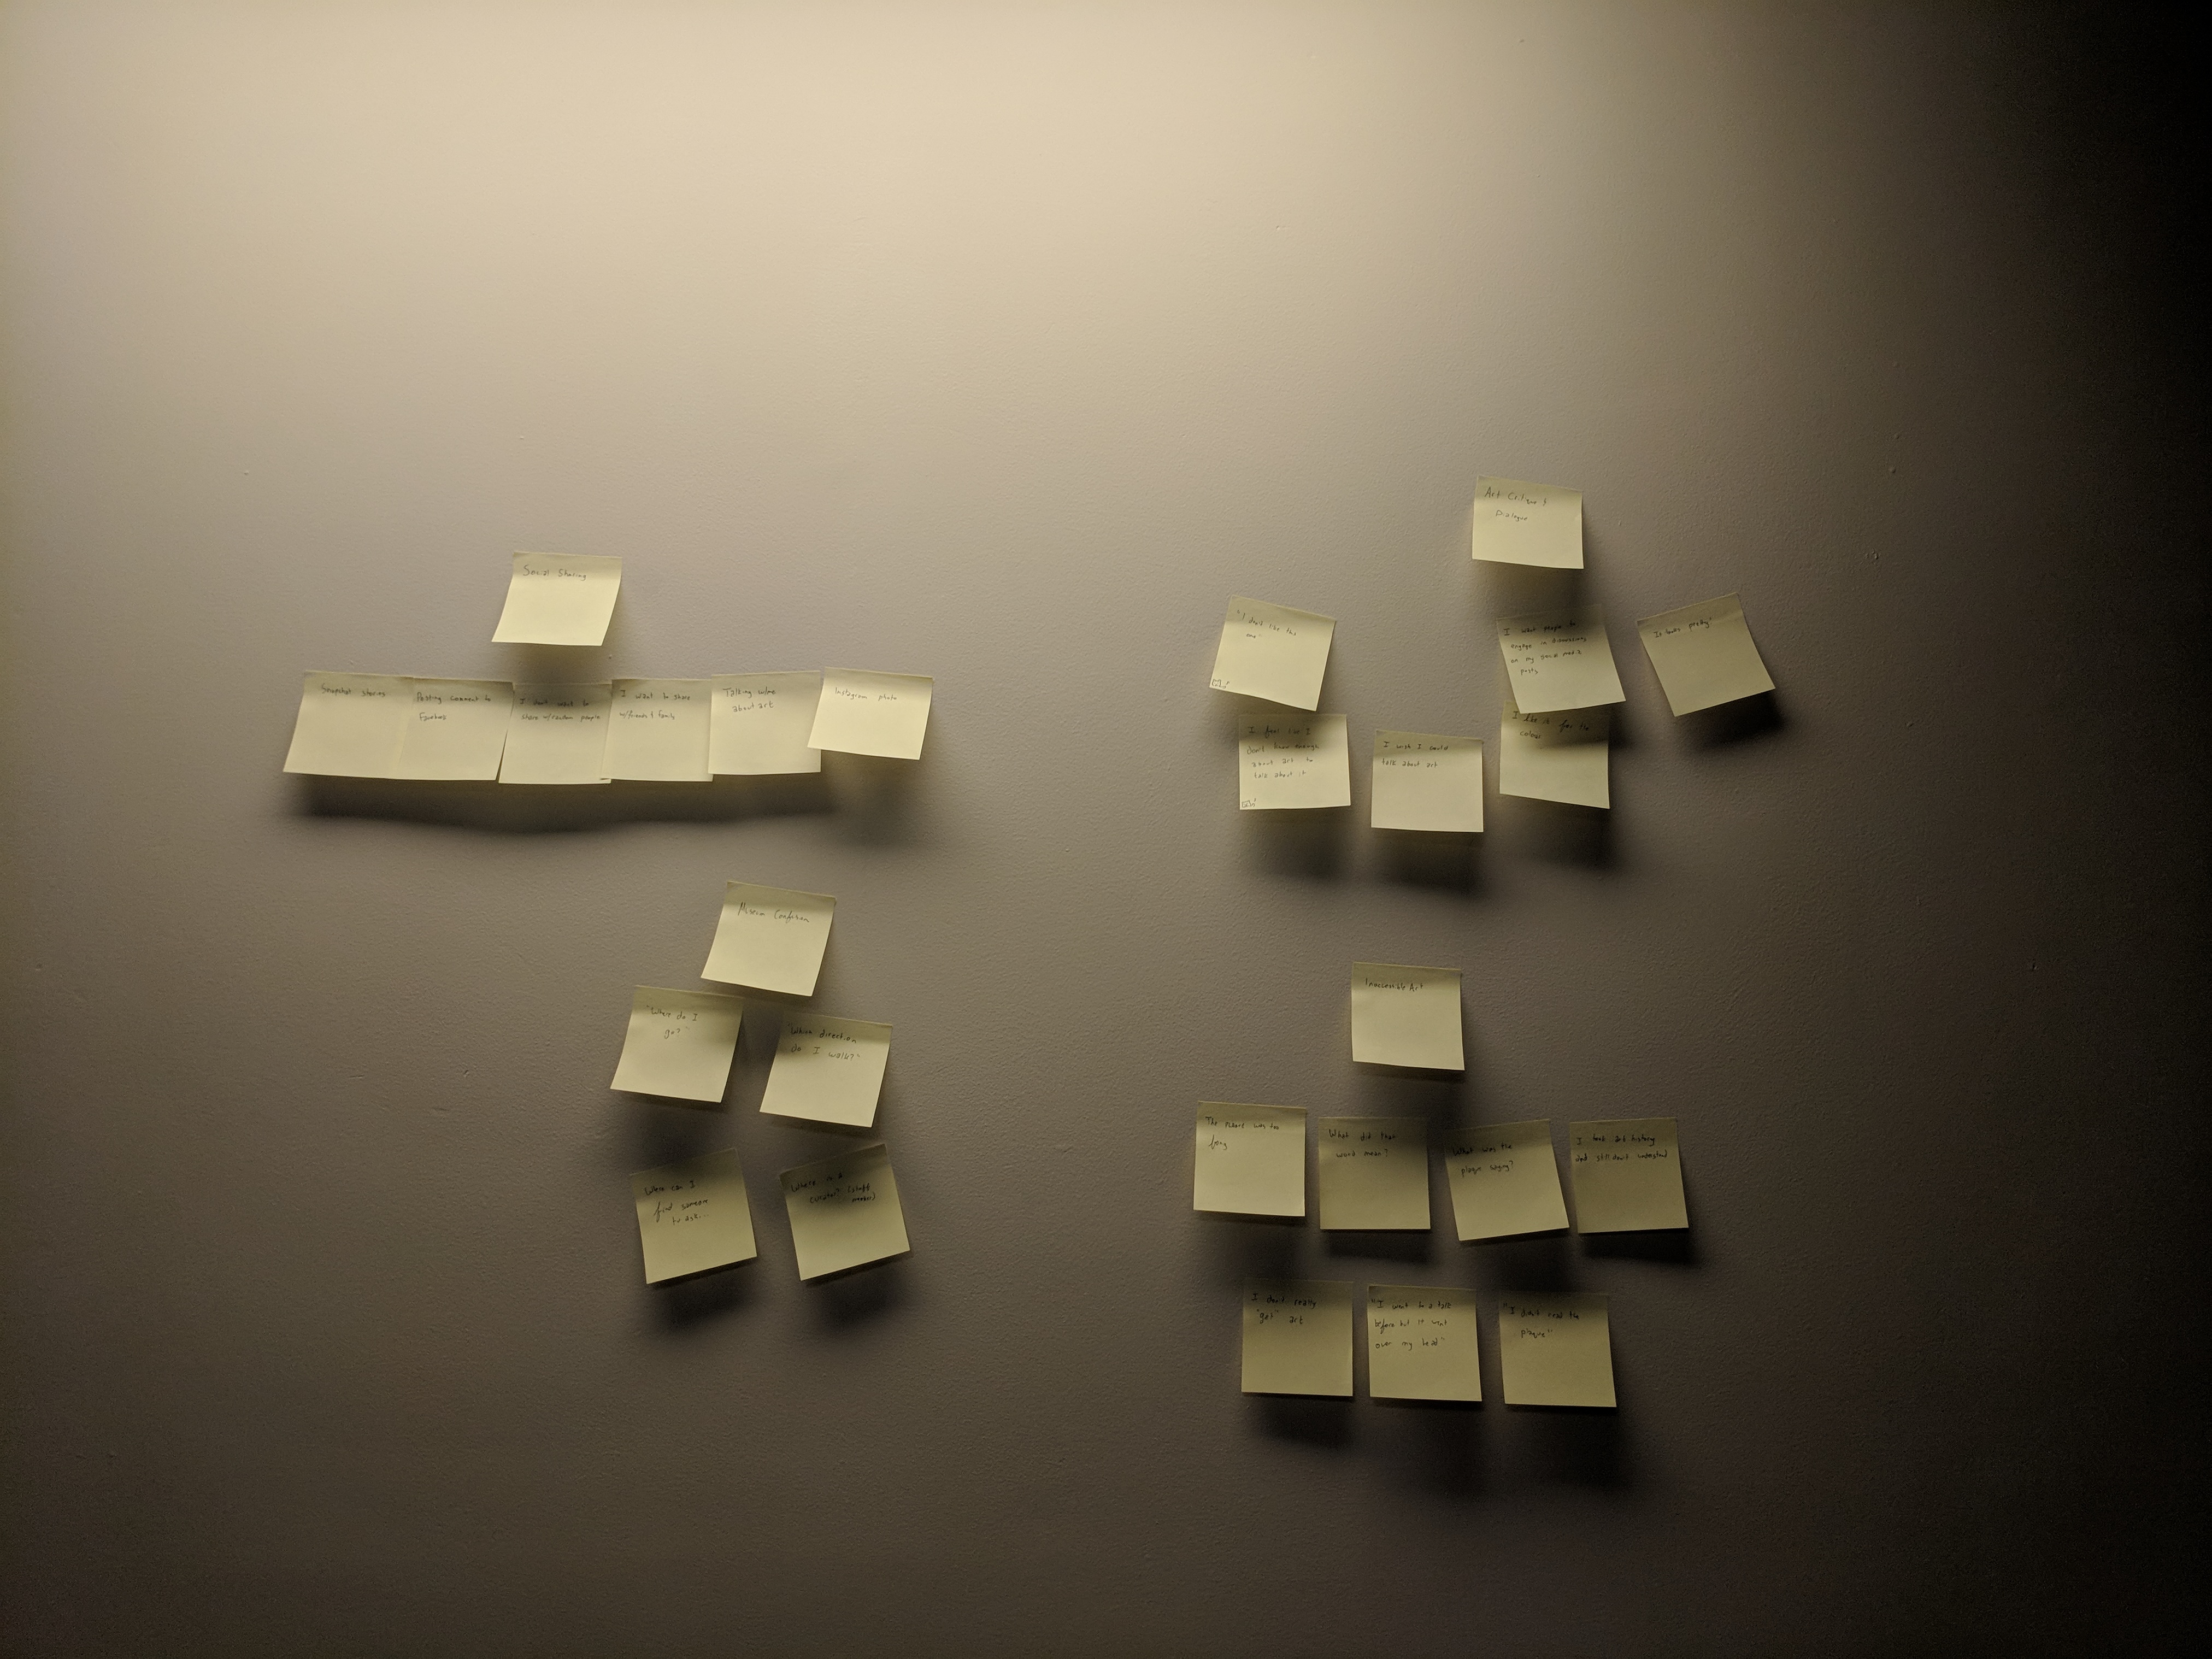 Social Sharing
Snapshot stories
Posting comment to
Facebook
I don't want to
share w/random people
I want to share
w/friends & family
Talking w/me
about art
Instagram photo
Art Critique &
Dialogue
"I don't like this
one"
I want people to
engage in discussions
on my social media
posts
"It looks pretty"
I feel like I
don't know enough
about art to
talk about it
I wish I could
talk about art
I like it for the
colour
Museum Confusion
"Where do I
go?"
"Which direction
do I walk?"
Where can I
find someone
to ask...
Where is a
curator? (staff
member)
Inaccessible Art
The placard was too
long
What did that
word mean?
What was the
plaque saying?
I took art history
and still don't understand
I don't really
"get" art
"I went to a talk
before but it went
over my head"
"I didn't read the
plaque"